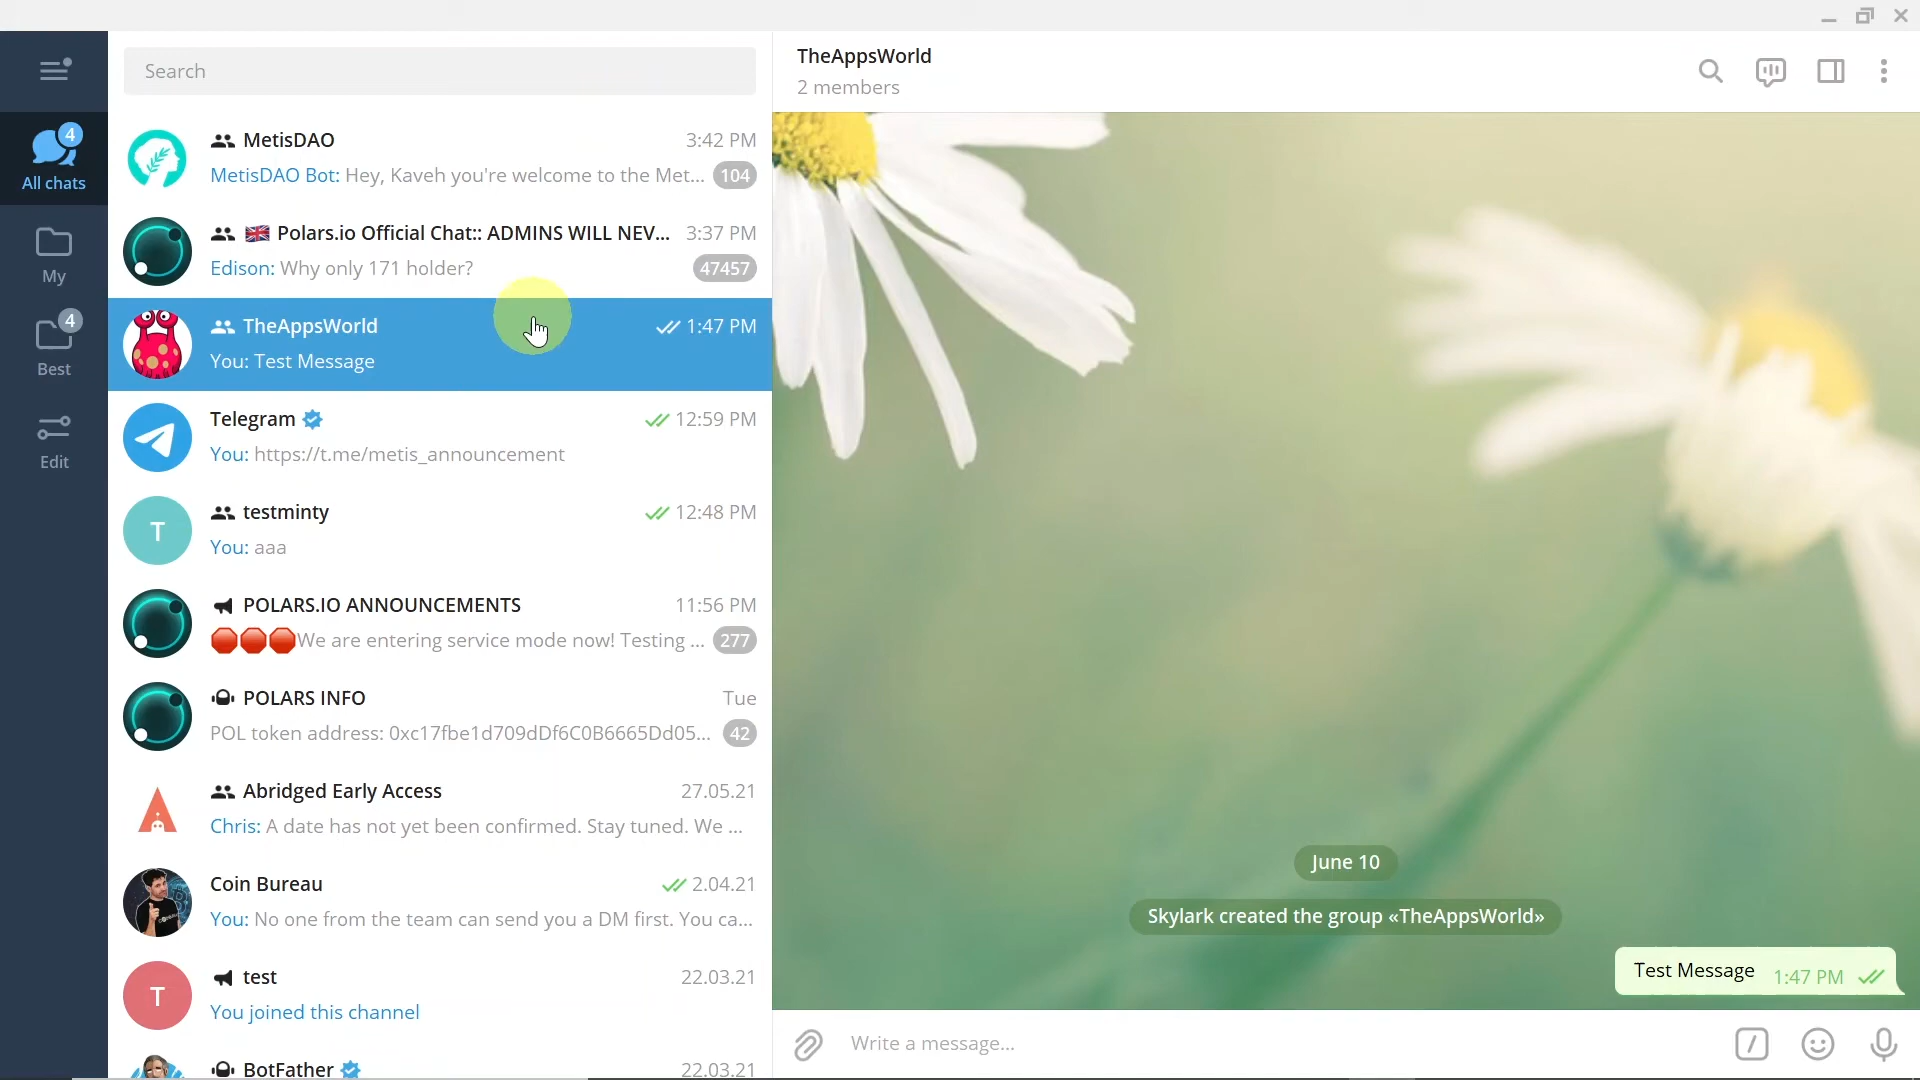 Search
TheAppsWorld
2 members
4
All chats
My
4
Best
Edit
MetisDAO 3:42 PM
MetisDAO Bot: Hey, Kaveh you're welcome to the Met... 104
Polars.io Official Chat:: ADMINS WILL NEV... 3:37 PM
Edison: Why only 171 holder? 47457
TheAppsWorld 1:47 PM
You: Test Message
Telegram 12:59 PM
You: https://t.me/metis_announcement
T
testminty 12:48 PM
You: aaa
POLARS.IO ANNOUNCEMENTS 11:56 PM
We are entering service mode now! Testing ... 277
POLARS INFO Tue
POL token address: 0xc17fbe1d709dDf6C0B6665Dd05... 42
Abridged Early Access 27.05.21
Chris: A date has not yet been confirmed. Stay tuned. We ...
Coin Bureau 2.04.21
You: No one from the team can send you a DM first. You ca...
T
test 22.03.21
You joined this channel
BotFather 22.03.21
June 10
Skylark created the group «TheAppsWorld»
Test Message 1:47 PM
Write a message...